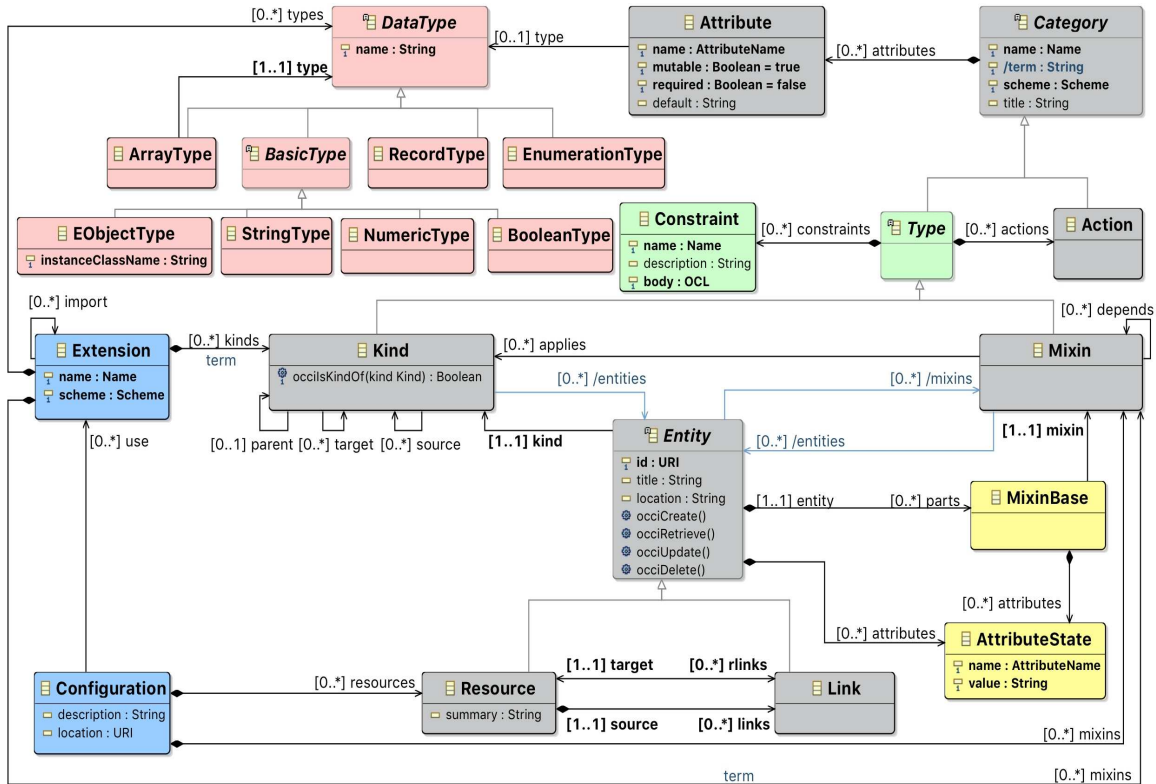 [0..*] types
DataType
name : String
[0..1] type
[1..1] type
Attribute
name : AttributeName
mutable : Boolean = true
required : Boolean = false
default : String
[0..*] attributes
Category
name : Name
/term : String
scheme : Scheme
title : String
ArrayType
BasicType
RecordType
EnumerationType
EObjectType
instanceClassName : String
StringType
NumericType
BooleanType
Constraint
name : Name
description : String
body : OCL
[0..*] constraints
Type
[0..*] actions
Action
[0..*] import
Extension
name : Name
scheme : Scheme
[0..*] kinds
term
Kind
occiIsKindOf(kind Kind) : Boolean
[0..*] applies
[0..*] depends
Mixin
[0..*] /entities
[0..*] /mixins
[0..*] use
[0..1] parent
[0..*] target
[0..*] source
[1..1] kind
Entity
id : URI
title : String
location : String
occiCreate()
occiRetrieve()
occiUpdate()
occiDelete()
[0..*] /entities
[1..1] mixin
[1..1] entity
[0..*] parts
MixinBase
[0..*] attributes
[0..*] attributes
AttributeState
name : AttributeName
value : String
Configuration
description : String
location : URI
[0..*] resources
Resource
summary : String
[1..1] target
[0..*] rlinks
[1..1] source
[0..*] links
Link
[0..*] mixins
term
[0..*] mixins